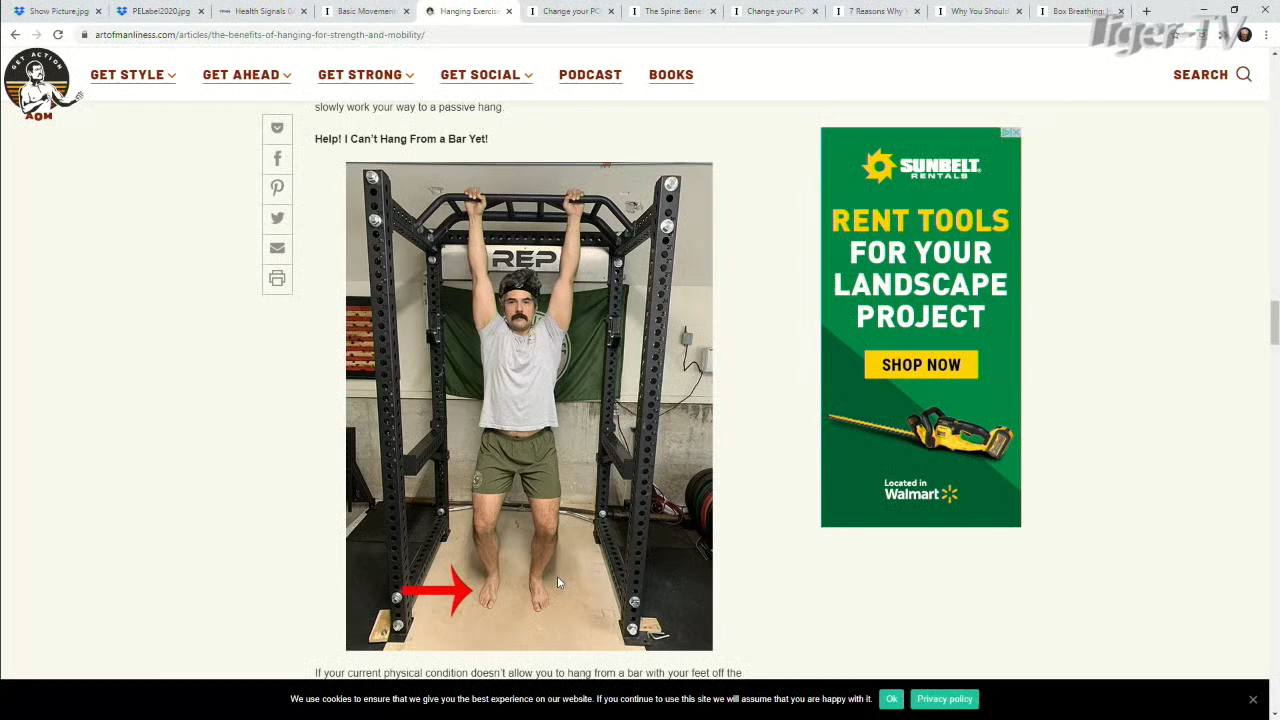 Show Picture.jpg
PELabel2020.jpg
Health Signals
Basic Movement
Hanging Exercise
Change your PC
The Spine: Bene
Change your PC
7 Reasons Why
Why You Should
Box Breathing:
artofmanliness.com/articles/the-benefits-of-hanging-for-strength-and-mobility/
Tiger TV
GET ACTION
AOM
GET STYLE
GET AHEAD
GET STRONG
GET SOCIAL
PODCAST
BOOKS
SEARCH
slowly work your way to a passive hang.
Help! I Can't Hang From a Bar Yet!
REP
SUNBELT
RENTALS
RENT TOOLS
FOR YOUR
LANDSCAPE
PROJECT
SHOP NOW
Located in
Walmart
If your current physical condition doesn't allow you to hang from a bar with your feet off the
We use cookies to ensure that we give you the best experience on our website. If you continue to use this site we will assume that you are happy with it.
Ok
Privacy policy